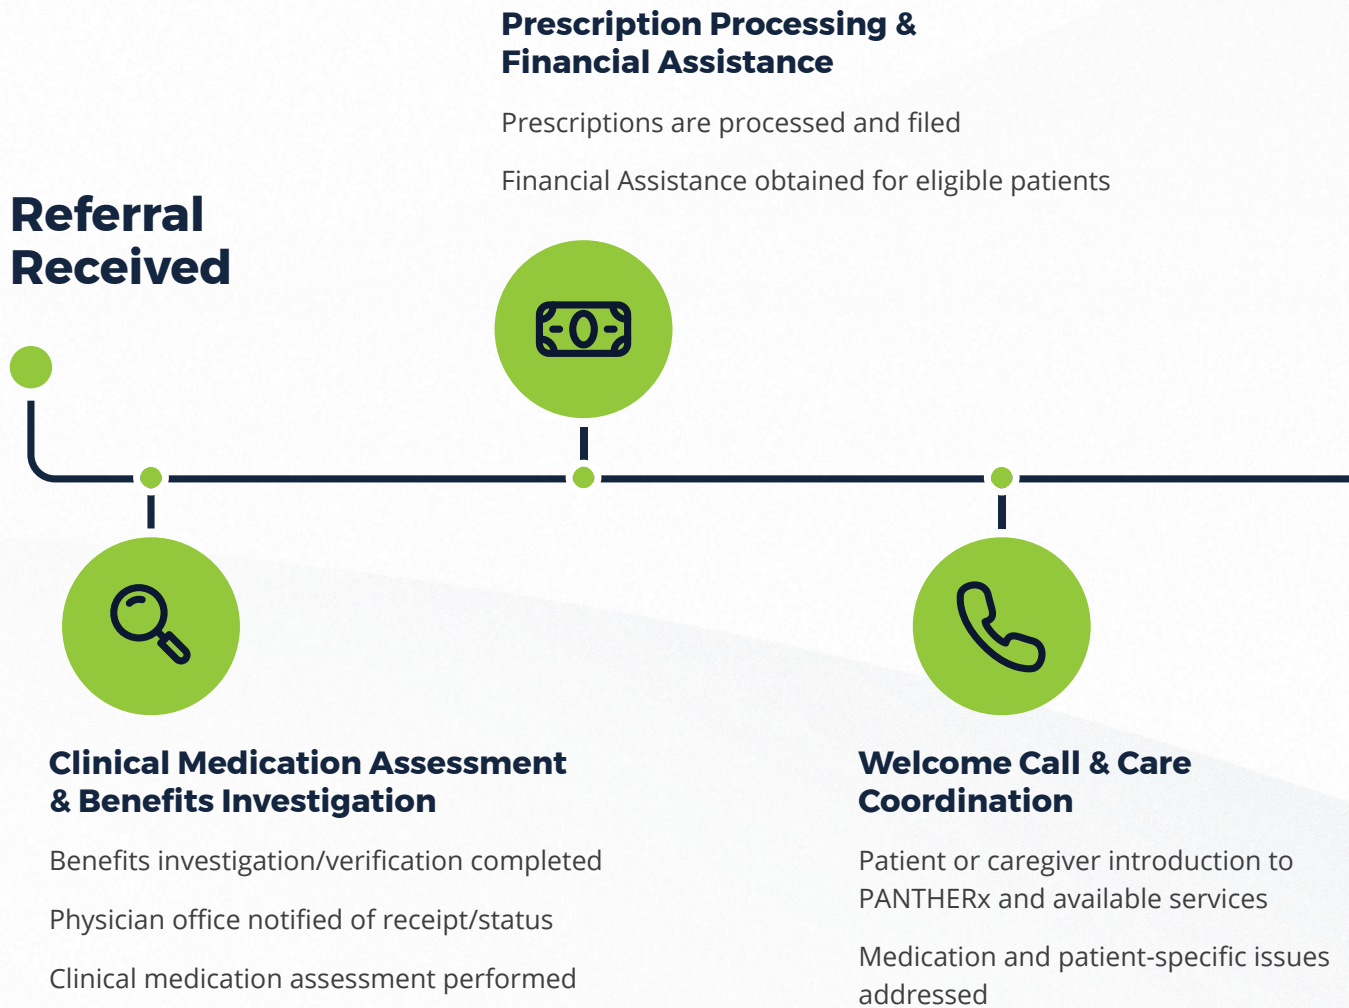 Referral
Received
Clinical Medication Assessment
& Benefits Investigation
Benefits investigation/verification completed
Physician office notified of receipt/status
Clinical medication assessment performed
Prescription Processing &
Financial Assistance
Prescriptions are processed and filed
Financial Assistance obtained for eligible patients
Welcome Call & Care
Coordination
Patient or caregiver introduction to
PANTHERx and available services
Medication and patient-specific issues
addressed